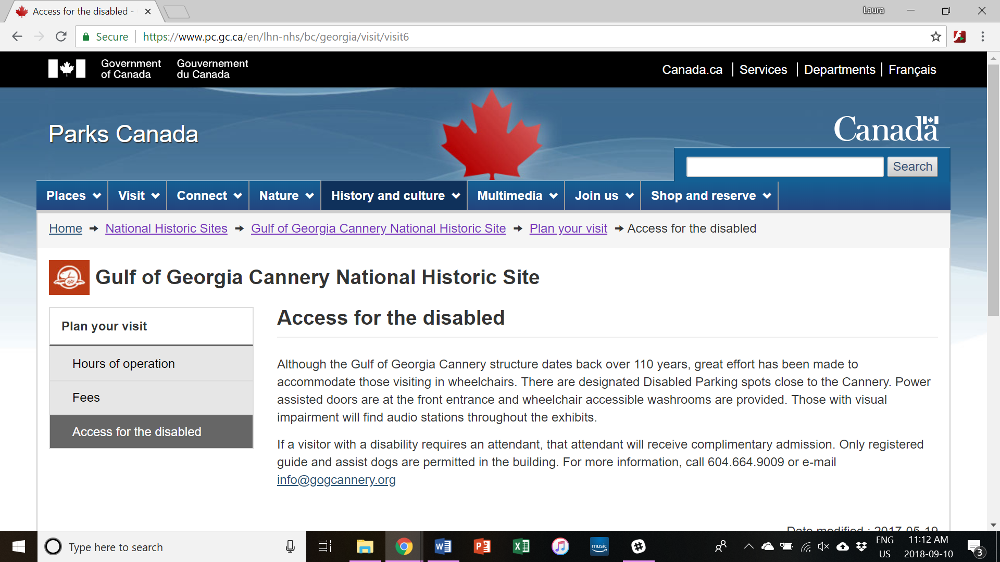 Access for the disabled -
Laura
Secure
https://www.pc.gc.ca/en/lhn-nhs/bc/georgia/visit/visit6
Government of Canada
Gouvernement du Canada
Canada.ca
Services
Departments
Français
Parks Canada
Canada
Search
Places
Visit
Connect
Nature
History and culture
Multimedia
Join us
Shop and reserve
Home
National Historic Sites
Gulf of Georgia Cannery National Historic Site
Plan your visit
Access for the disabled
Gulf of Georgia Cannery National Historic Site
Plan your visit
Hours of operation
Fees
Access for the disabled
Access for the disabled
Although the Gulf of Georgia Cannery structure dates back over 110 years, great effort has been made to
accommodate those visiting in wheelchairs. There are designated Disabled Parking spots close to the Cannery. Power
assisted doors are at the front entrance and wheelchair accessible washrooms are provided. Those with visual
impairment will find audio stations throughout the exhibits.
If a visitor with a disability requires an attendant, that attendant will receive complimentary admission. Only registered
guide and assist dogs are permitted in the building. For more information, call 604.664.9009 or e-mail
info@gogcannery.org
Date modified : 2017-05-19
Type here to search
music
ENG
US
11:12 AM
2018-09-10
3